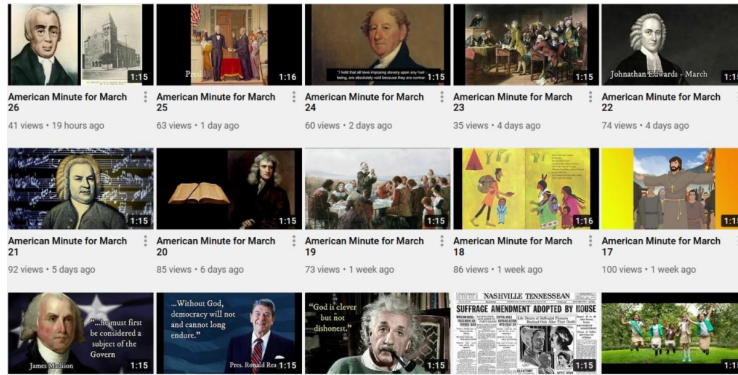 1:15
Presid
1:16
"I hold that all laws imposing slavery upon any human
being, are absolutely void because they are contrar
1:15
1:15
Johnathan Edwards - March
1:15
American Minute for March
26
41 views • 19 hours ago
American Minute for March
25
63 views • 1 day ago
American Minute for March
24
60 views • 2 days ago
American Minute for March
23
35 views • 4 days ago
American Minute for March
22
74 views • 4 days ago
1:15
1:15
1:15
1:16
1:15
American Minute for March
21
92 views • 5 days ago
American Minute for March
20
85 views • 6 days ago
American Minute for March
19
73 views • 1 week ago
American Minute for March
18
86 views • 1 week ago
American Minute for March
17
100 views • 1 week ago
"...he must first
be considered a
subject of the
Govern
James Madison
1:15
...Without God,
democracy will not
and cannot long
endure."
Pres. Ronald Rea
1:15
"God is clever
but not
dishonest."
1:15
NASHVILLE TENNESSEAN
SUFFRAGE AMENDMENT ADOPTED BY HOUSE
1:15
1:15